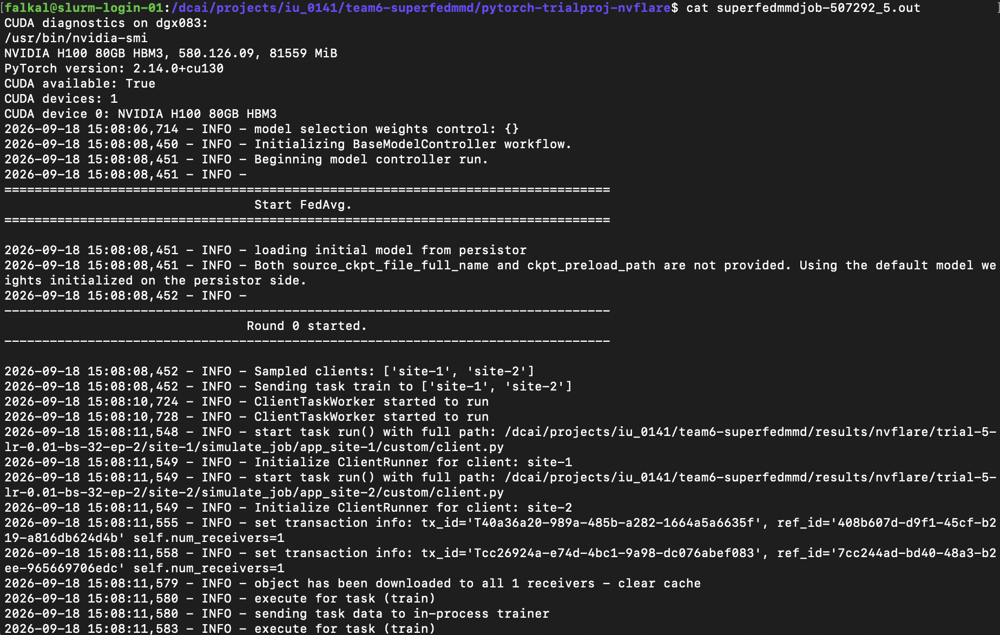 [falkal@slurm-login-01:/dcai/projects/iu_0141/team6-superfedmmd/pytorch-trialproj-nvflare$ cat superfedmmdjob-507292_5.out ]
CUDA diagnostics on dgx083:
/usr/bin/nvidia-smi
NVIDIA H100 80GB HBM3, 580.126.09, 81559 MiB
PyTorch version: 2.14.0+cu130
CUDA available: True
CUDA devices: 1
CUDA device 0: NVIDIA H100 80GB HBM3
2026-09-18 15:08:06,714 - INFO - model selection weights control: {}
2026-09-18 15:08:08,450 - INFO - Initializing BaseModelController workflow.
2026-09-18 15:08:08,451 - INFO - Beginning model controller run.
2026-09-18 15:08:08,451 - INFO -
================================================================================
Start FedAvg.
================================================================================
2026-09-18 15:08:08,451 - INFO - loading initial model from persistor
2026-09-18 15:08:08,451 - INFO - Both source_ckpt_file_full_name and ckpt_preload_path are not provided. Using the default model we
ights initialized on the persistor side.
2026-09-18 15:08:08,452 - INFO -
--------------------------------------------------------------------------------
Round 0 started.
--------------------------------------------------------------------------------
2026-09-18 15:08:08,452 - INFO - Sampled clients: ['site-1', 'site-2']
2026-09-18 15:08:08,452 - INFO - Sending task train to ['site-1', 'site-2']
2026-09-18 15:08:10,724 - INFO - ClientTaskWorker started to run
2026-09-18 15:08:10,728 - INFO - ClientTaskWorker started to run
2026-09-18 15:08:11,548 - INFO - start task run() with full path: /dcai/projects/iu_0141/team6-superfedmmd/results/nvflare/trial-5-
lr-0.01-bs-32-ep-2/site-1/simulate_job/app_site-1/custom/client.py
2026-09-18 15:08:11,549 - INFO - Initialize ClientRunner for client: site-1
2026-09-18 15:08:11,549 - INFO - start task run() with full path: /dcai/projects/iu_0141/team6-superfedmmd/results/nvflare/trial-5-
lr-0.01-bs-32-ep-2/site-2/simulate_job/app_site-2/custom/client.py
2026-09-18 15:08:11,549 - INFO - Initialize ClientRunner for client: site-2
2026-09-18 15:08:11,555 - INFO - set transaction info: tx_id='T40a36a20-989a-485b-a282-1664a5a6635f', ref_id='408b607d-d9f1-45cf-b2
19-a816db624d4b' self.num_receivers=1
2026-09-18 15:08:11,558 - INFO - set transaction info: tx_id='Tcc26924a-e74d-4bc1-9a98-dc076abef083', ref_id='7cc244ad-bd40-48a3-b2
ee-965669706edc' self.num_receivers=1
2026-09-18 15:08:11,579 - INFO - object has been downloaded to all 1 receivers - clear cache
2026-09-18 15:08:11,580 - INFO - execute for task (train)
2026-09-18 15:08:11,580 - INFO - sending task data to in-process trainer
2026-09-18 15:08:11,583 - INFO - execute for task (train)